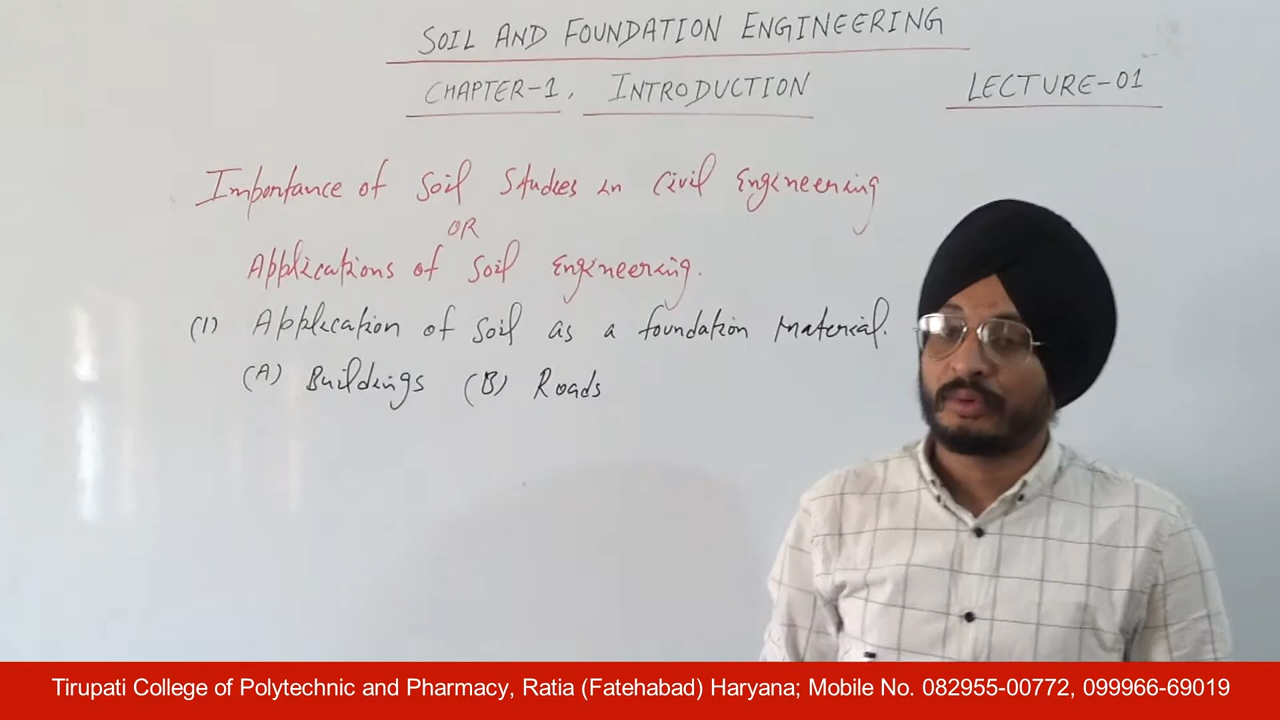 SOIL AND FOUNDATION ENGINEERING
CHAPTER-1, INTRODUCTION LECTURE-01
Importance of Soil Studies in Civil Engineering
OR
Applications of Soil Engineering.
(1) Application of Soil as a foundation Material.
(A) Buildings (B) Roads
Tirupati College of Polytechnic and Pharmacy, Ratia (Fatehabad) Haryana; Mobile No. 082955-00772, 099966-69019